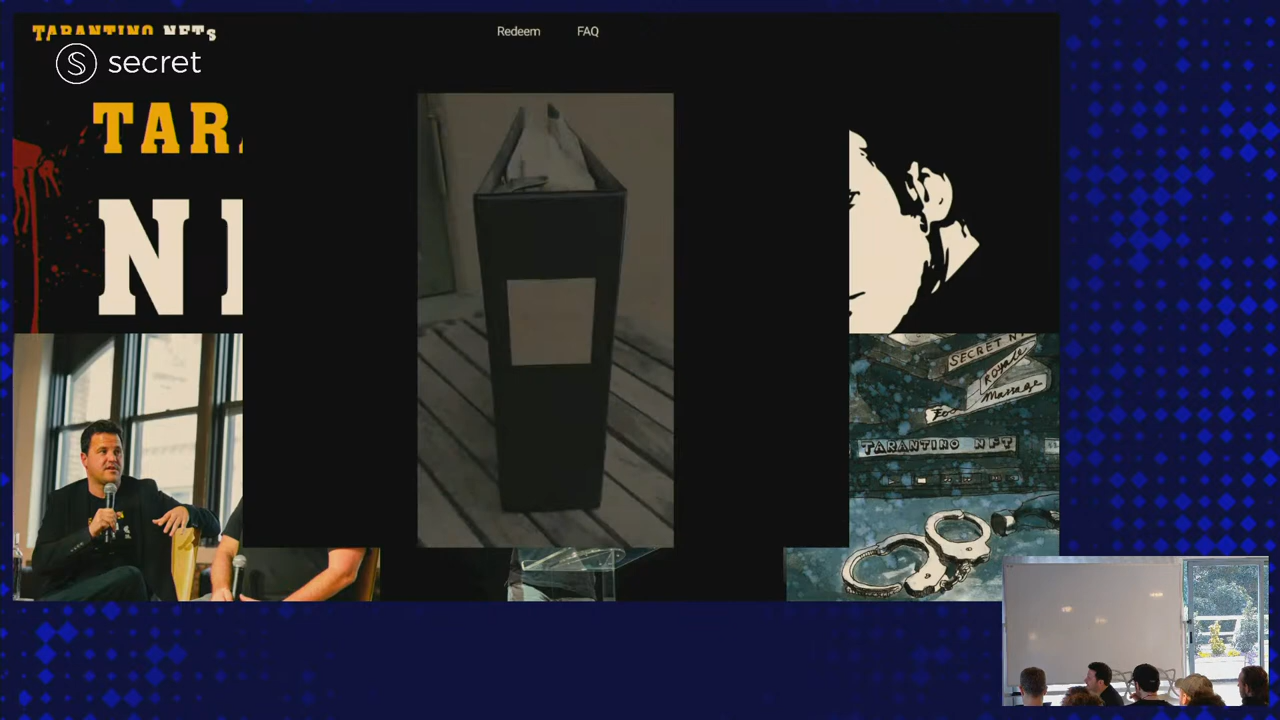 TARANTINO NFTs
Redeem FAQ
secret
TAR
N
SECRET N
ROYALE
Massage
TARANTINO NFT